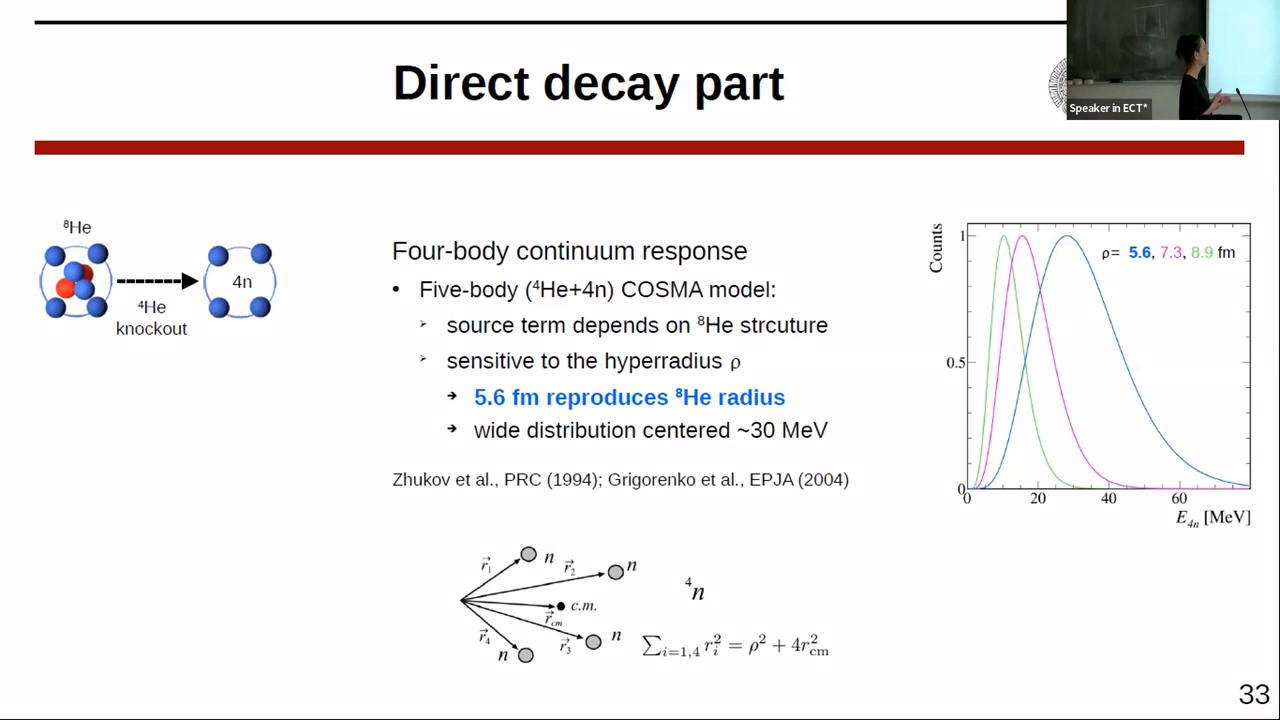 Direct decay part
Speaker in ECT*
⁸He
4n
⁴He
knockout
Four-body continuum response
• Five-body (⁴He+4n) COSMA model:
➢ source term depends on ⁸He strcuture
➢ sensitive to the hyperradius ρ
➔ 5.6 fm reproduces ⁸He radius
➔ wide distribution centered ~30 MeV
Zhukov et al., PRC (1994); Grigorenko et al., EPJA (2004)
Counts
ρ= 5.6, 7.3, 8.9 fm
1
0.5
0
0 20 40 60
E₄ₙ [MeV]
r⃗₁ n r⃗₂ n
c.m.
r⃗cm
r⃗₄ r⃗₃ n
n
⁴n
∑ᵢ₌₁,₄ rᵢ² = ρ² + 4r²cm
33